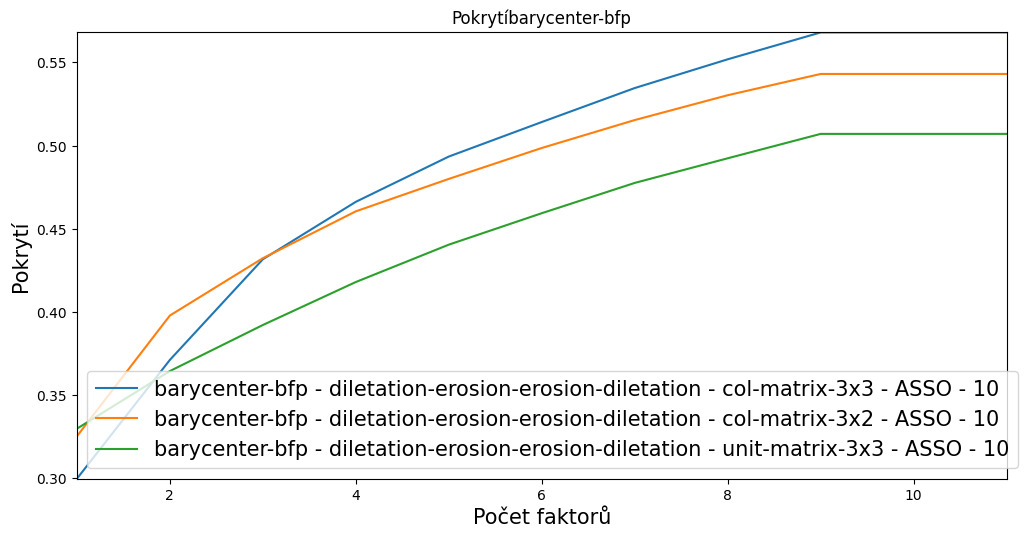 Pokrytíbarycenter-bfp
0.55
0.50
0.45
0.40
0.35
0.30
Pokrytí
barycenter-bfp - diletation-erosion-erosion-diletation - col-matrix-3x3 - ASSO - 10
barycenter-bfp - diletation-erosion-erosion-diletation - col-matrix-3x2 - ASSO - 10
barycenter-bfp - diletation-erosion-erosion-diletation - unit-matrix-3x3 - ASSO - 10
2 4 6 8 10
Počet faktorů